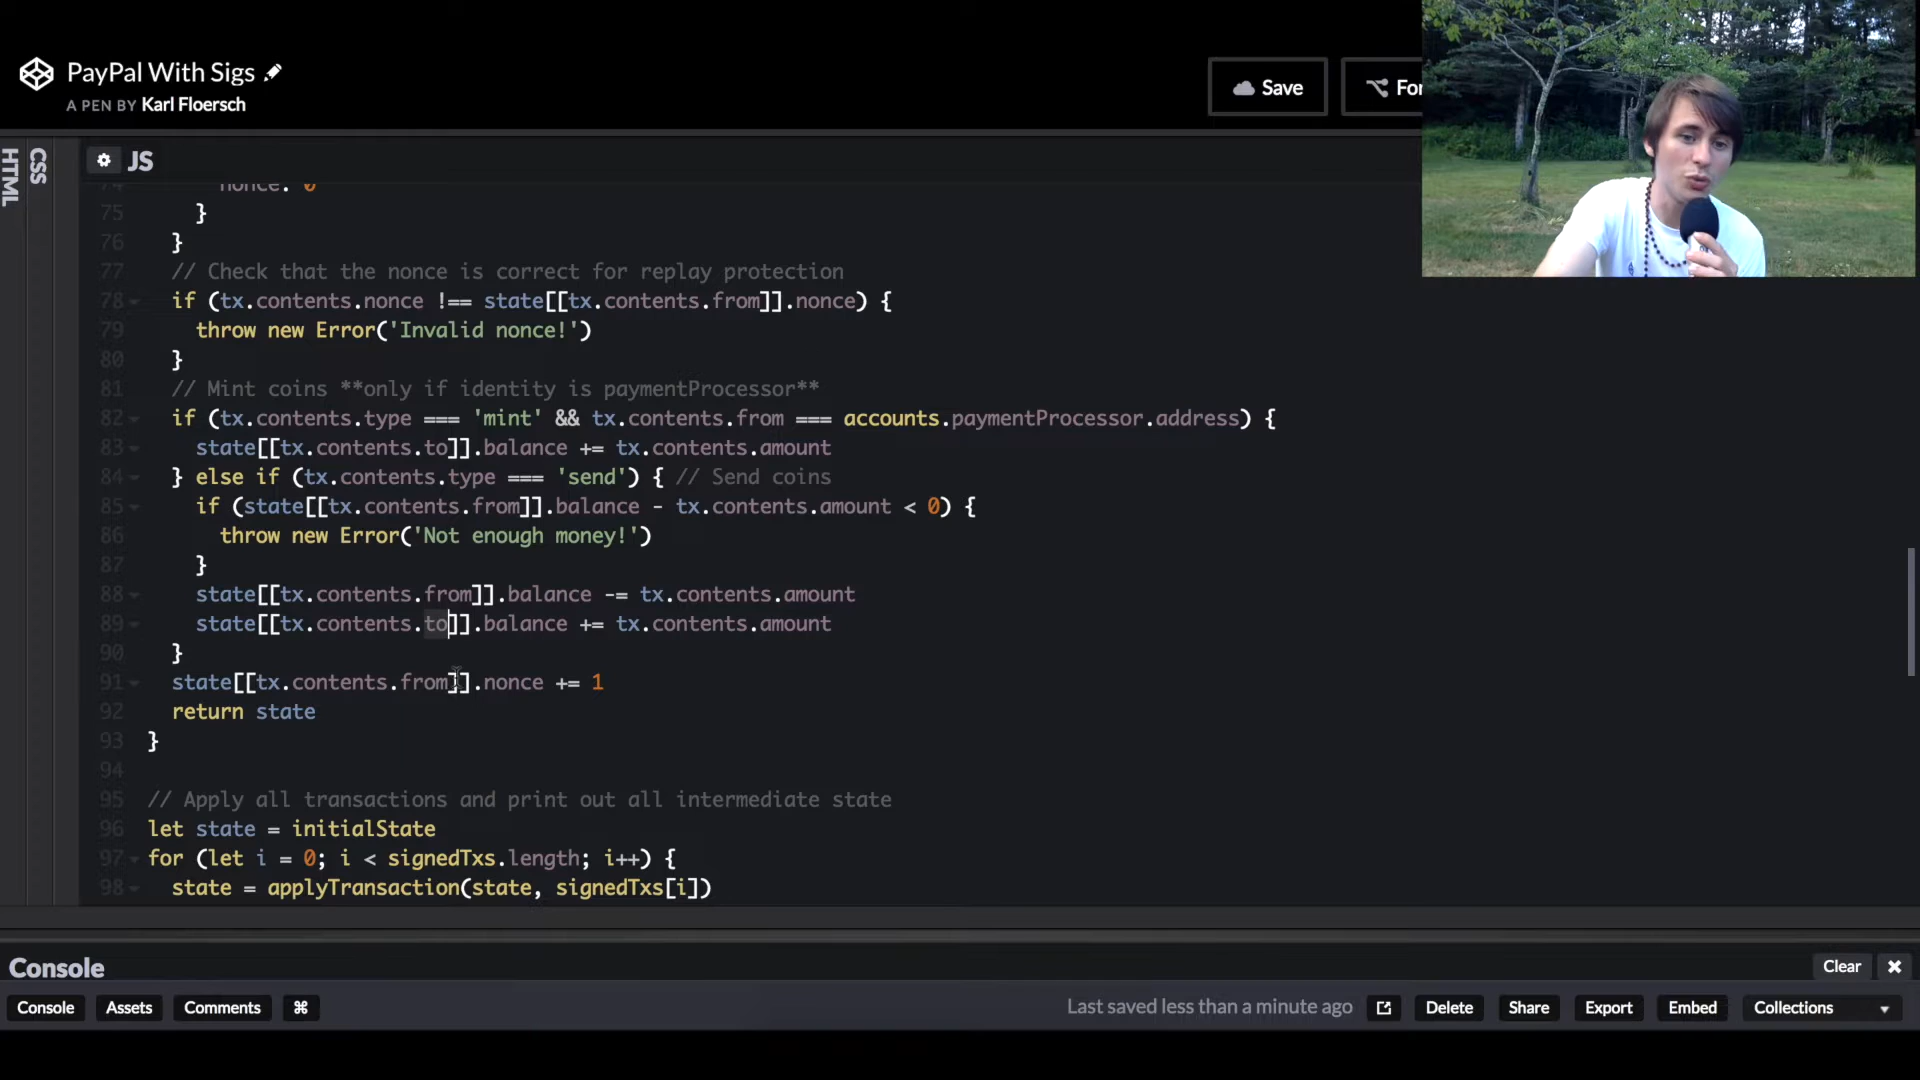 PayPal With Sigs
A PEN BY Karl Floersch
Save
For
HTML
CSS
JS
74 nonce: 0
75 }
76 }
77 // Check that the nonce is correct for replay protection
78 if (tx.contents.nonce !== state[[tx.contents.from]].nonce) {
79 throw new Error('Invalid nonce!')
80 }
81 // Mint coins **only if identity is paymentProcessor**
82 if (tx.contents.type === 'mint' && tx.contents.from === accounts.paymentProcessor.address) {
83 state[[tx.contents.to]].balance += tx.contents.amount
84 } else if (tx.contents.type === 'send') { // Send coins
85 if (state[[tx.contents.from]].balance - tx.contents.amount < 0) {
86 throw new Error('Not enough money!')
87 }
88 state[[tx.contents.from]].balance -= tx.contents.amount
89 state[[tx.contents.to]].balance += tx.contents.amount
90 }
91 state[[tx.contents.from]].nonce += 1
92 return state
93 }
94
95 // Apply all transactions and print out all intermediate state
96 let state = initialState
97 for (let i = 0; i < signedTxs.length; i++) {
98 state = applyTransaction(state, signedTxs[i])
Console
Clear
Console Assets Comments ⌘ Last saved less than a minute ago Delete Share Export Embed Collections